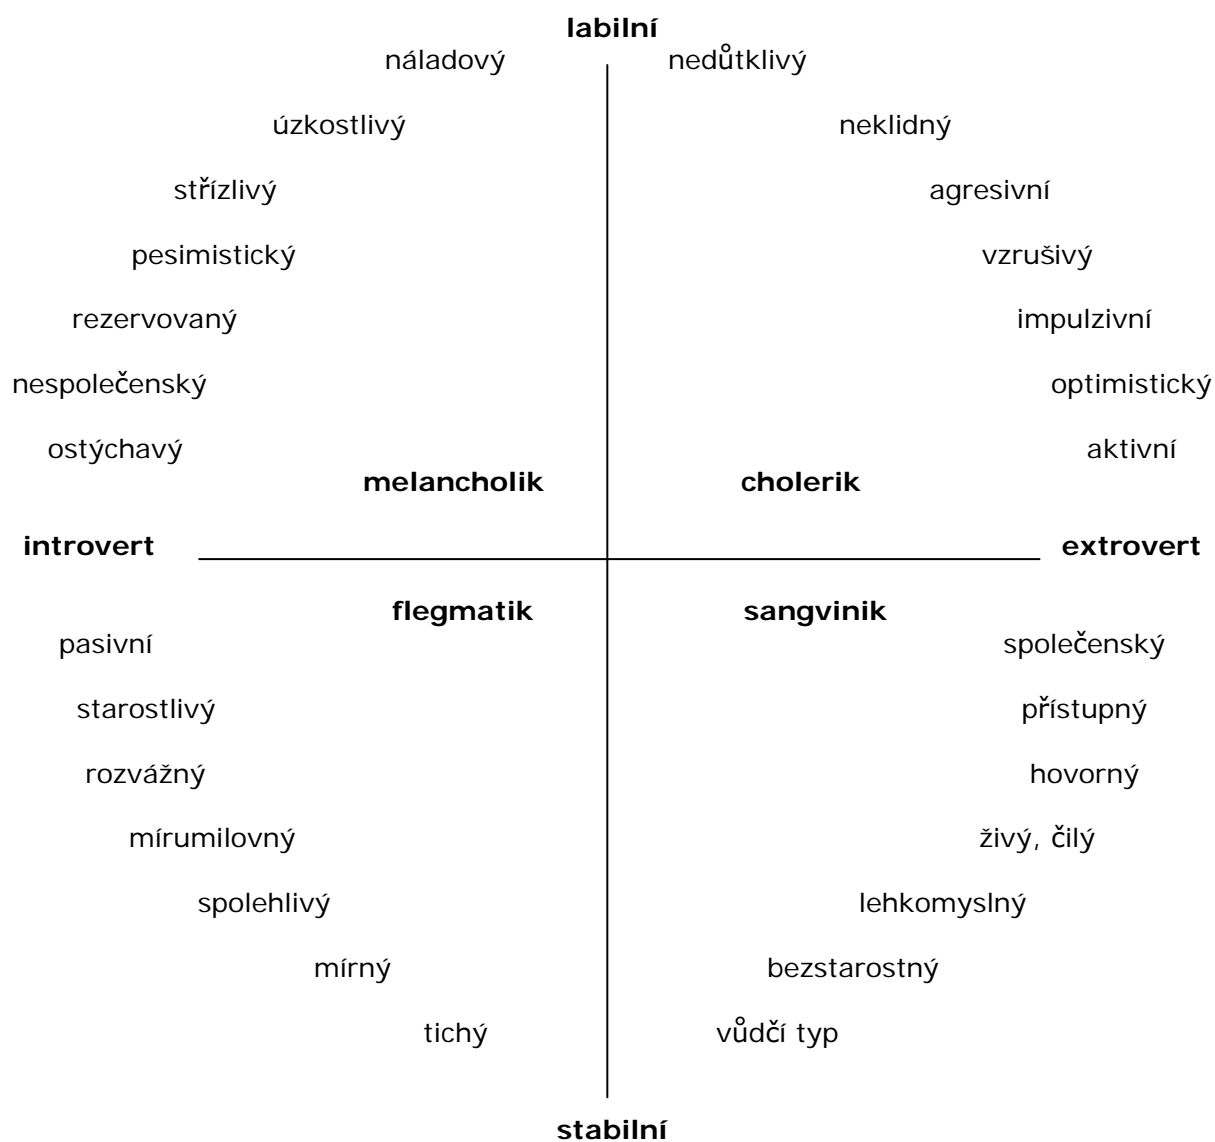 labilní
náladový nedůtklivý
úzkostlivý neklidný
střízlivý agresivní
pesimistický vzrušivý
rezervovaný impulzivní
nespolečenský optimistický
ostýchavý aktivní
melancholik cholerik
introvert extrovert
flegmatik sangvinik
pasivní společenský
starostlivý přístupný
rozvážný hovorný
mírumilovný živý, čilý
spolehlivý lehkomyslný
mírný bezstarostný
tichý vůdčí typ
stabilní